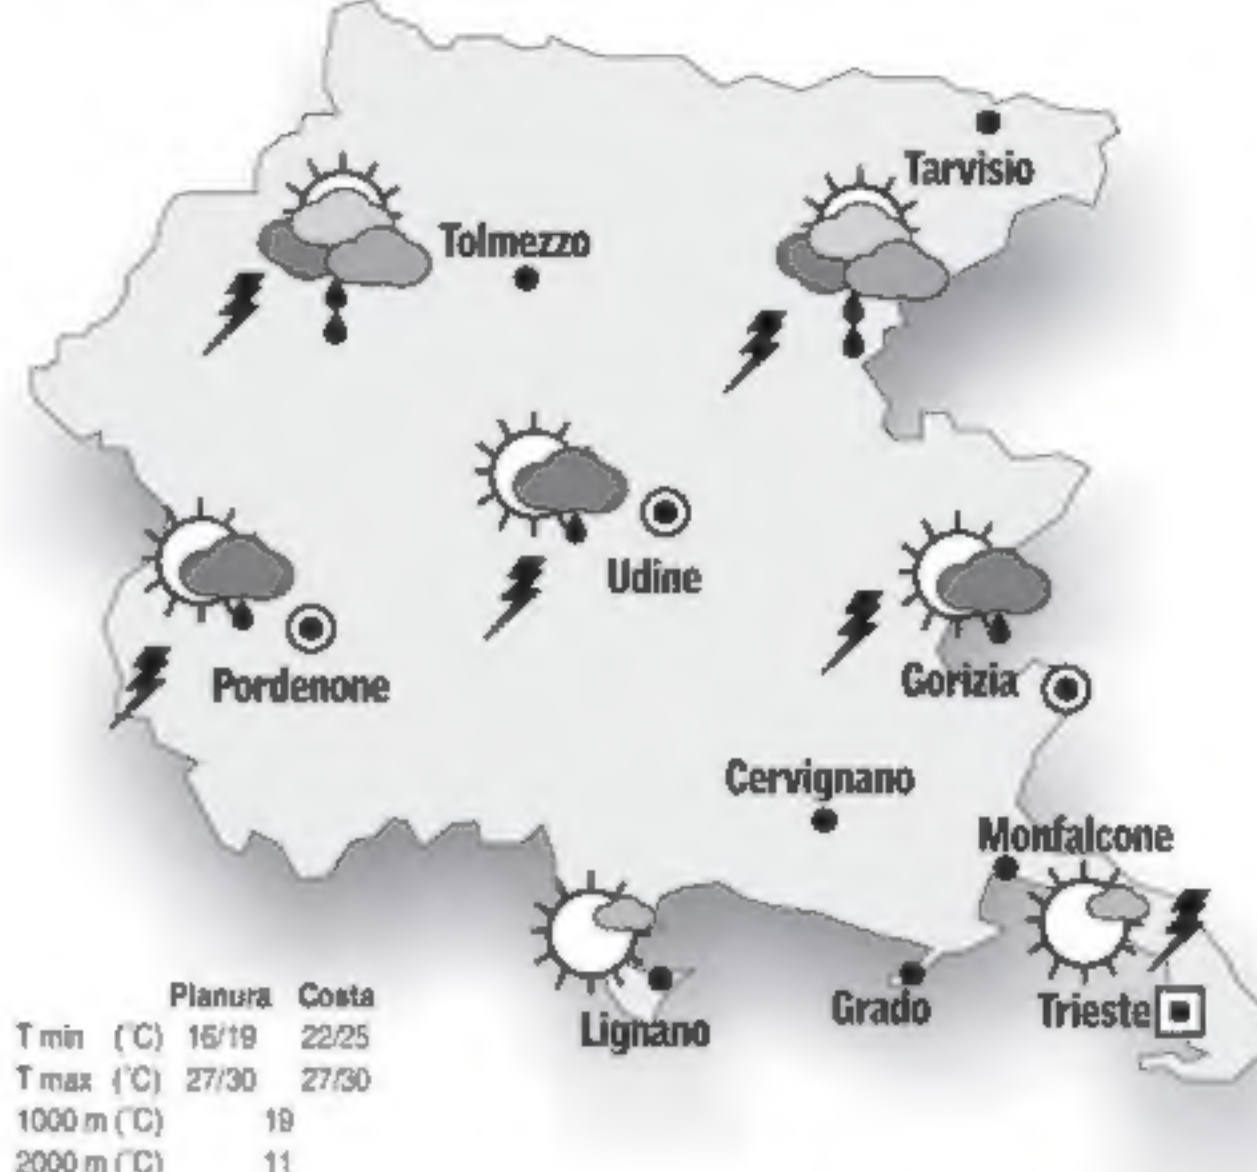 Tarvisio
Tolmezzo
Udine
Pordenone
Gorizia
Cervignano
Monfalcone
Lignano
Grado
Trieste
Pianura Costa
T min (°C) 16/19 22/25
T max (°C) 27/30 27/30
1000 m (°C) 19
2000 m (°C) 11